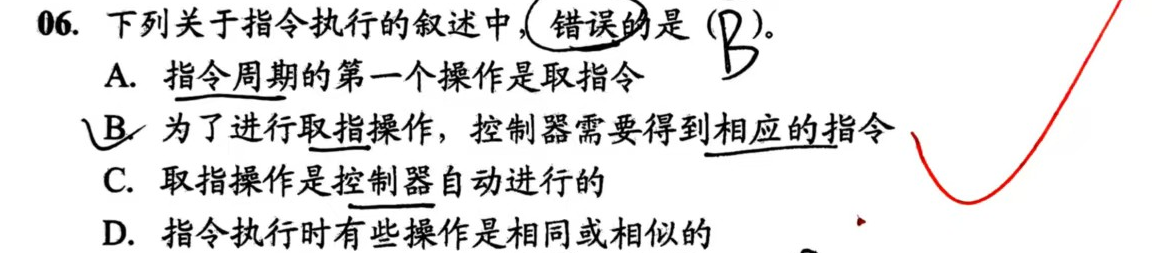 06. 下列关于指令执行的叙述中,错误的是(B)。
A. 指令周期的第一个操作是取指令
B. 为了进行取指操作,控制器需要得到相应的指令
C. 取指操作是控制器自动进行的
D. 指令执行时有些操作是相同或相似的